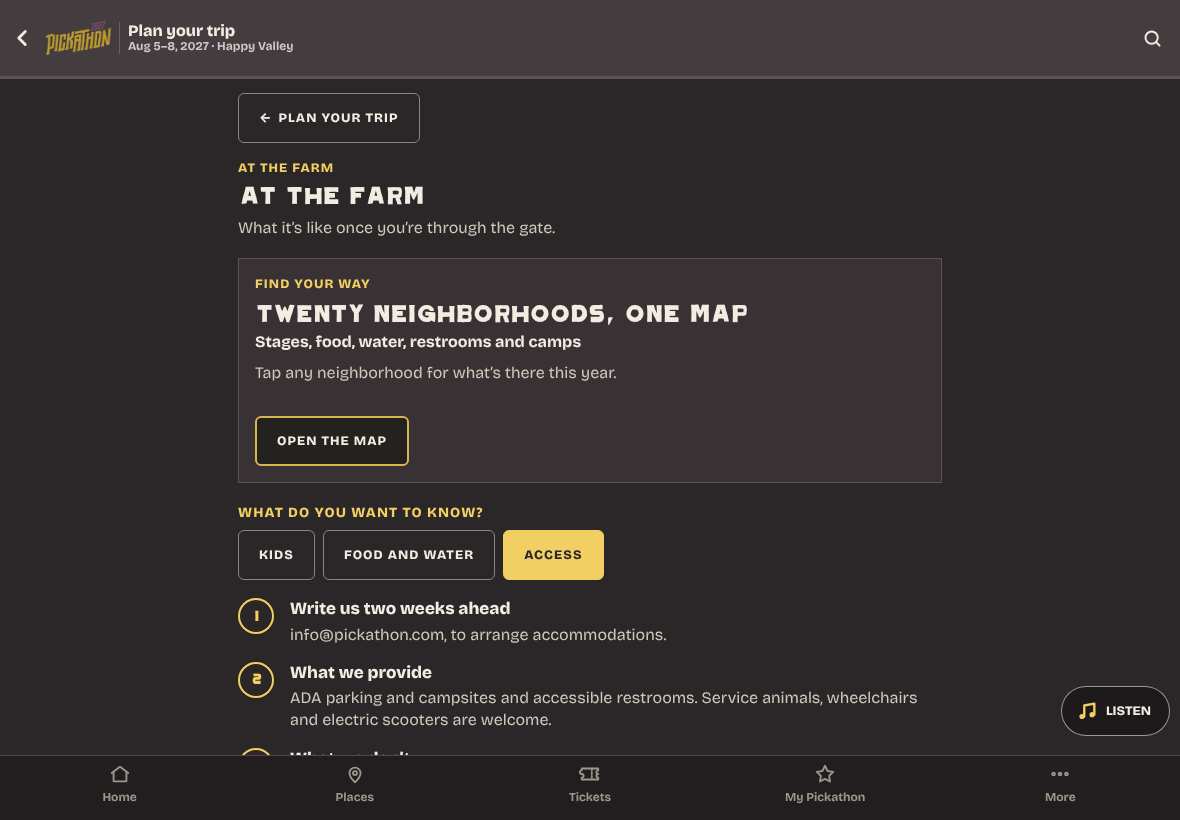 PICKATHON
Plan your trip
Aug 5–8, 2027 · Happy Valley
← PLAN YOUR TRIP
AT THE FARM
AT THE FARM
What it's like once you're through the gate.
FIND YOUR WAY
TWENTY NEIGHBORHOODS, ONE MAP
Stages, food, water, restrooms and camps
Tap any neighborhood for what's there this year.
OPEN THE MAP
WHAT DO YOU WANT TO KNOW?
KIDS
FOOD AND WATER
ACCESS
1
Write us two weeks ahead
info@pickathon.com, to arrange accommodations.
2
What we provide
ADA parking and campsites and accessible restrooms. Service animals, wheelchairs
and electric scooters are welcome.
LISTEN
Home
Places
Tickets
My Pickathon
More